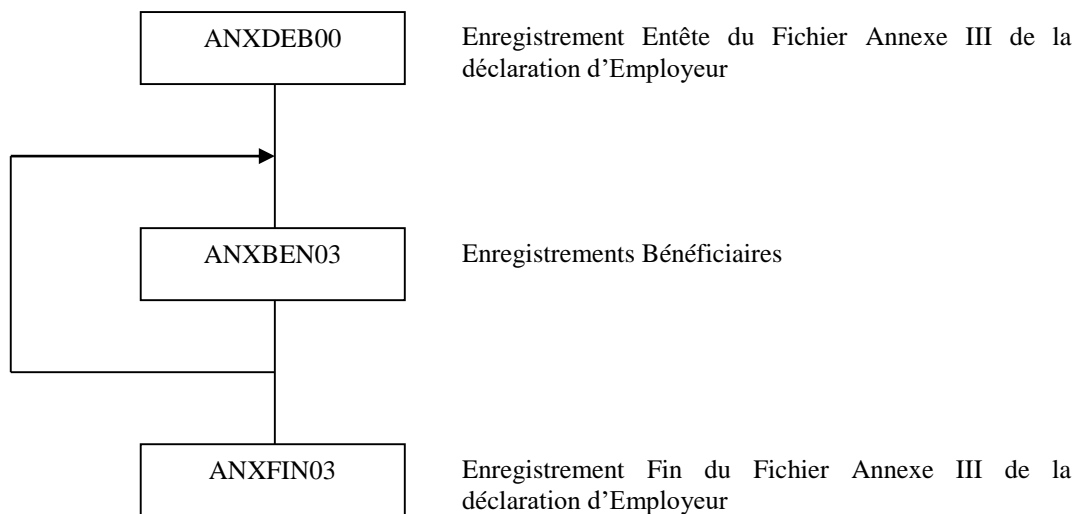 ANXDEB00
Enregistrement Entête du Fichier Annexe III de la
déclaration d’Employeur
ANXBEN03
Enregistrements Bénéficiaires
ANXFIN03
Enregistrement Fin du Fichier Annexe III de la
déclaration d’Employeur